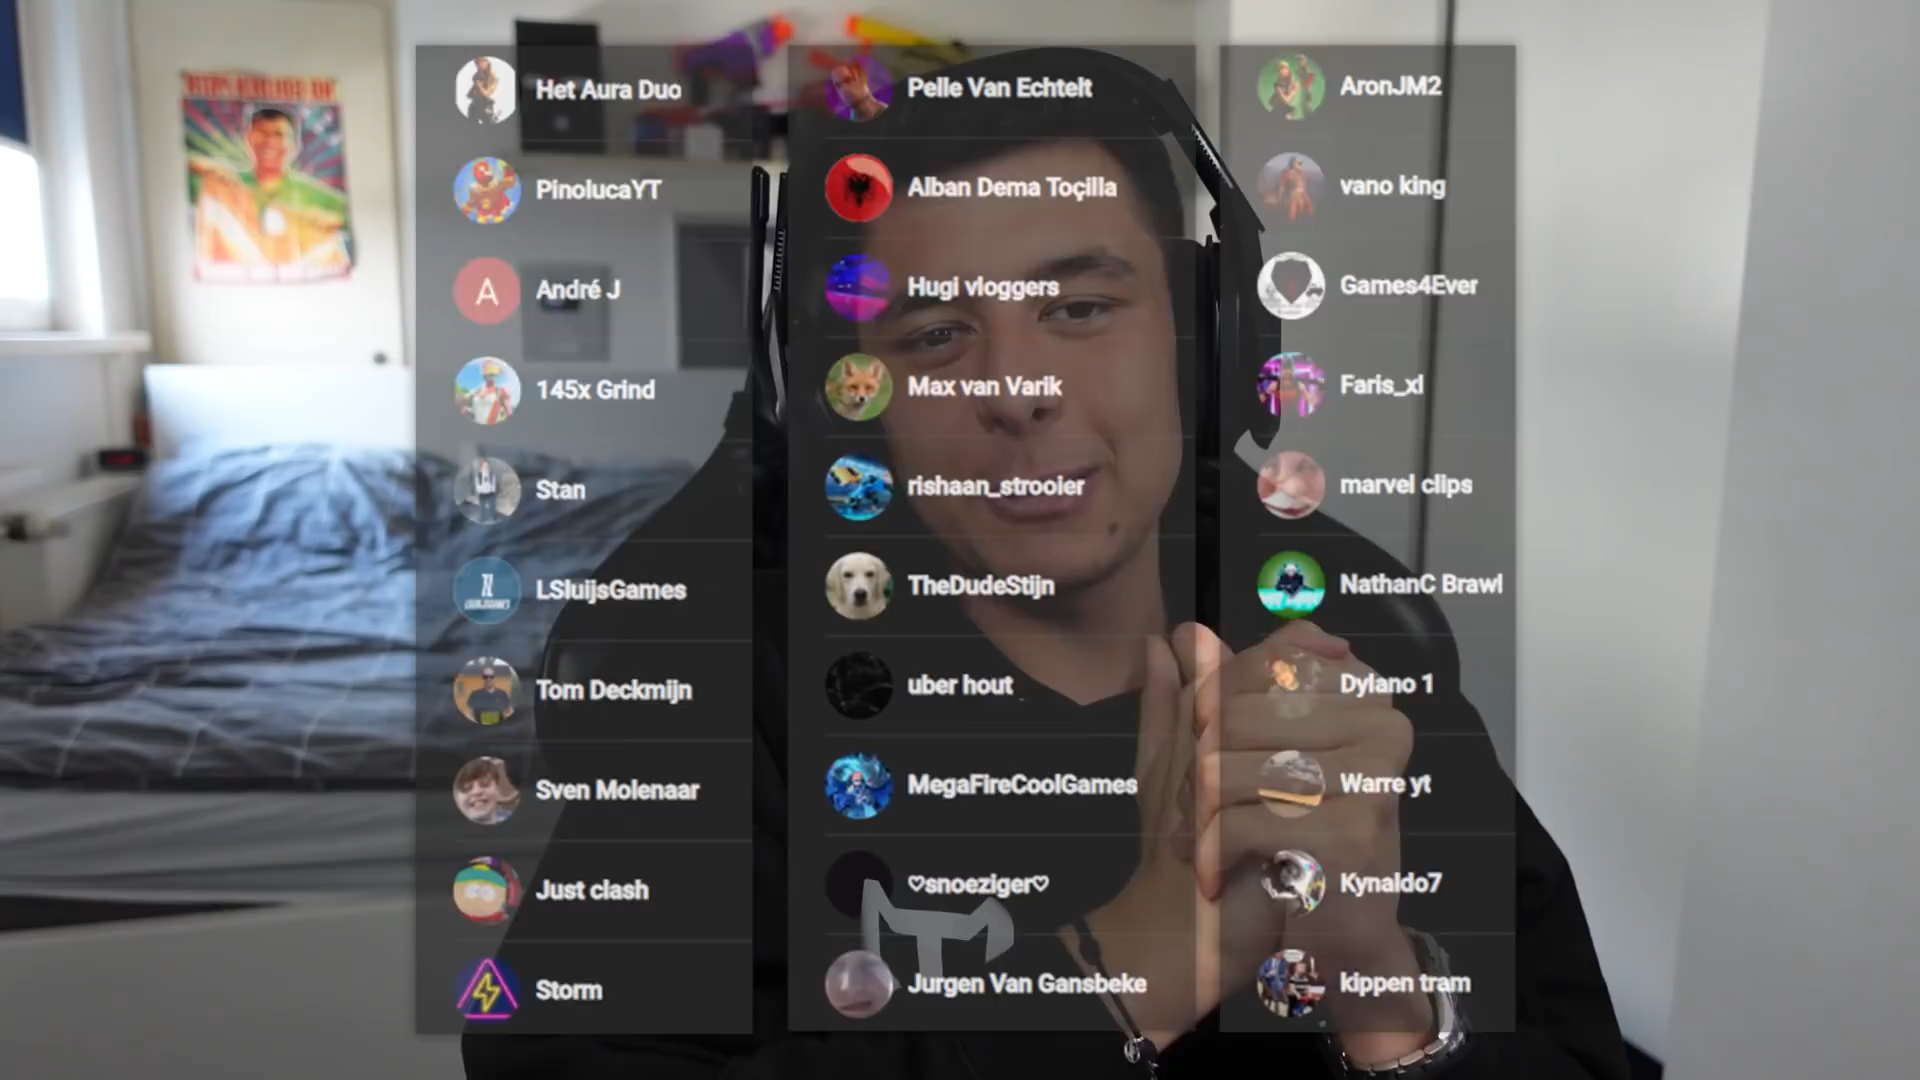 Het Aura Duo
PinolucaYT
A
André J
145x Grind
Stan
LSluijsGames
Tom Deckmijn
Sven Molenaar
Just clash
Storm
Pelle Van Echtelt
Alban Dema Toçilla
Hugi vloggers
Max van Varik
rishaan_strooier
TheDudeStijn
uber hout
MegaFireCoolGames
♡snoeziger♡
Jurgen Van Gansbeke
AronJM2
vano king
Games4Ever
Faris_xl
marvel clips
NathanC Brawl
Dylano 1
Warre yt
Kynaldo7
kippen tram